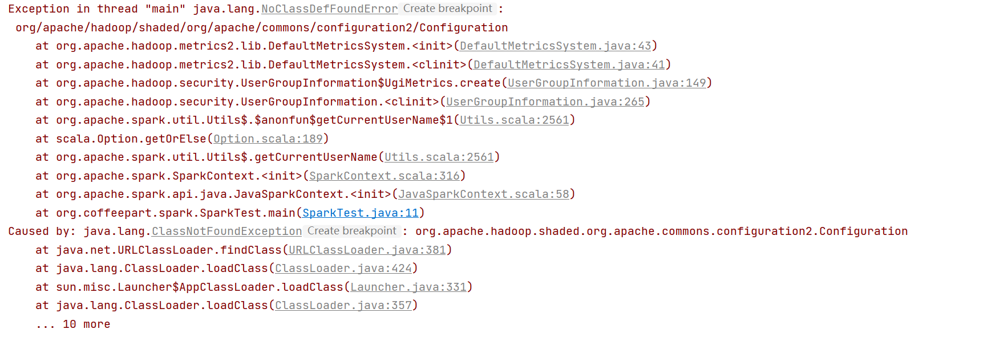 Exception in thread "main" java.lang.NoClassDefFoundError Create breakpoint :
org/apache/hadoop/shaded/org/apache/commons/configuration2/Configuration
at org.apache.hadoop.metrics2.lib.DefaultMetricsSystem.<init>(DefaultMetricsSystem.java:43)
at org.apache.hadoop.metrics2.lib.DefaultMetricsSystem.<clinit>(DefaultMetricsSystem.java:41)
at org.apache.hadoop.security.UserGroupInformation$UgiMetrics.create(UserGroupInformation.java:149)
at org.apache.hadoop.security.UserGroupInformation.<clinit>(UserGroupInformation.java:265)
at org.apache.spark.util.Utils$.$anonfun$getCurrentUserName$1(Utils.scala:2561)
at scala.Option.getOrElse(Option.scala:189)
at org.apache.spark.util.Utils$.getCurrentUserName(Utils.scala:2561)
at org.apache.spark.SparkContext.<init>(SparkContext.scala:316)
at org.apache.spark.api.java.JavaSparkContext.<init>(JavaSparkContext.scala:58)
at org.coffeepart.spark.SparkTest.main(SparkTest.java:11)
Caused by: java.lang.ClassNotFoundException Create breakpoint : org.apache.hadoop.shaded.org.apache.commons.configuration2.Configuration
at java.net.URLClassLoader.findClass(URLClassLoader.java:381)
at java.lang.ClassLoader.loadClass(ClassLoader.java:424)
at sun.misc.Launcher$AppClassLoader.loadClass(Launcher.java:331)
at java.lang.ClassLoader.loadClass(ClassLoader.java:357)
... 10 more